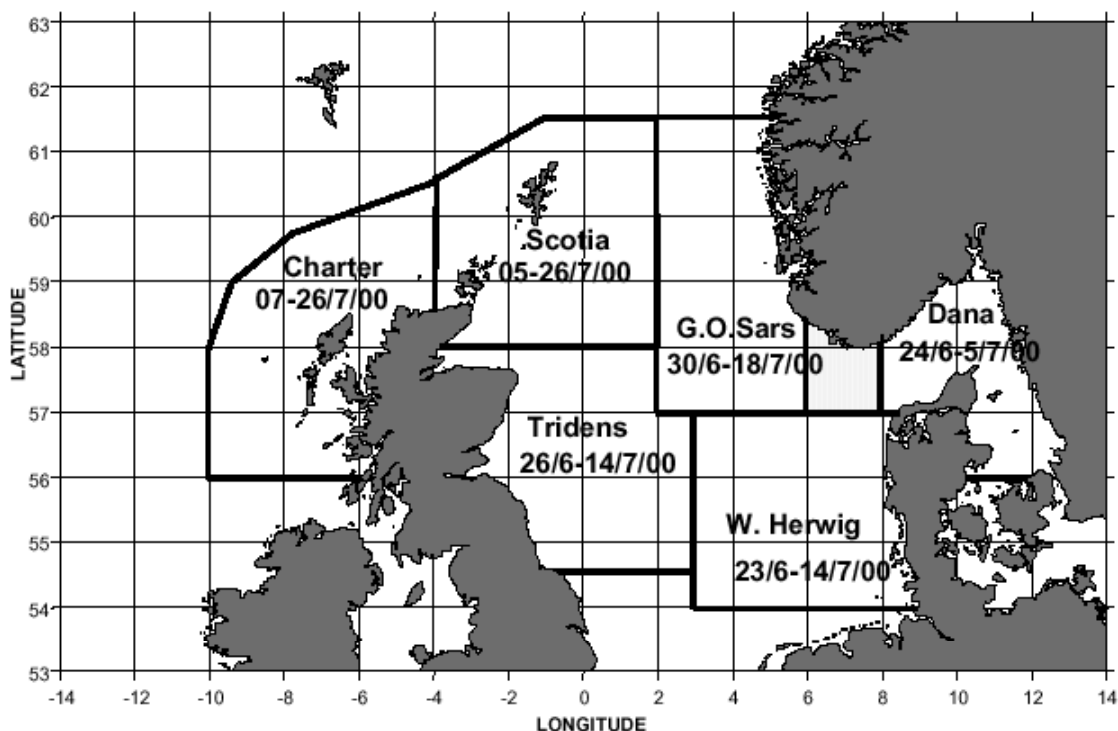 63
62
61
60
59
58
57
56
55
54
53
LATITUDE
Scotia
05-26/7/00
Charter
07-26/7/00
G.O.Sars
30/6-18/7/00
Dana
24/6-5/7/00
Tridens
26/6-14/7/00
W. Herwig
23/6-14/7/00
-14 -12 -10 -8 -6 -4 -2 0 2 4 6 8 10 12 14
LONGITUDE